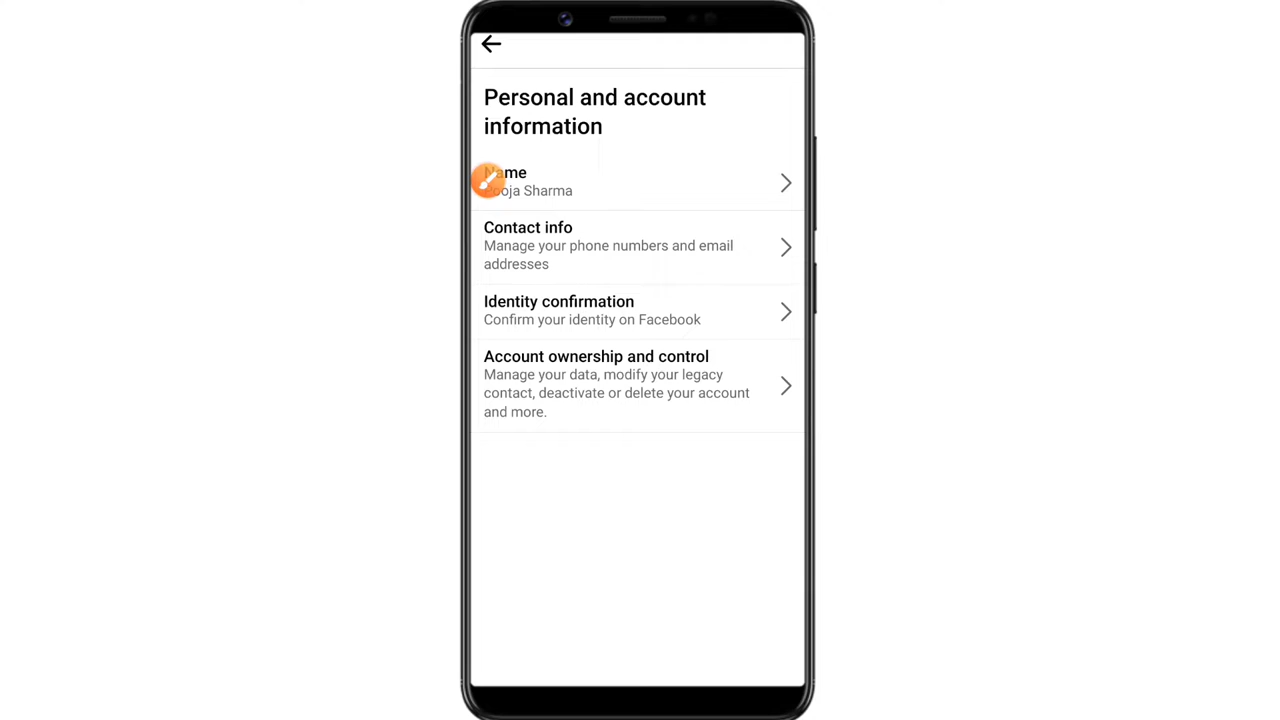 Personal and account
information
Name
Pooja Sharma
Contact info
Manage your phone numbers and email
addresses
Identity confirmation
Confirm your identity on Facebook
Account ownership and control
Manage your data, modify your legacy
contact, deactivate or delete your account
and more.